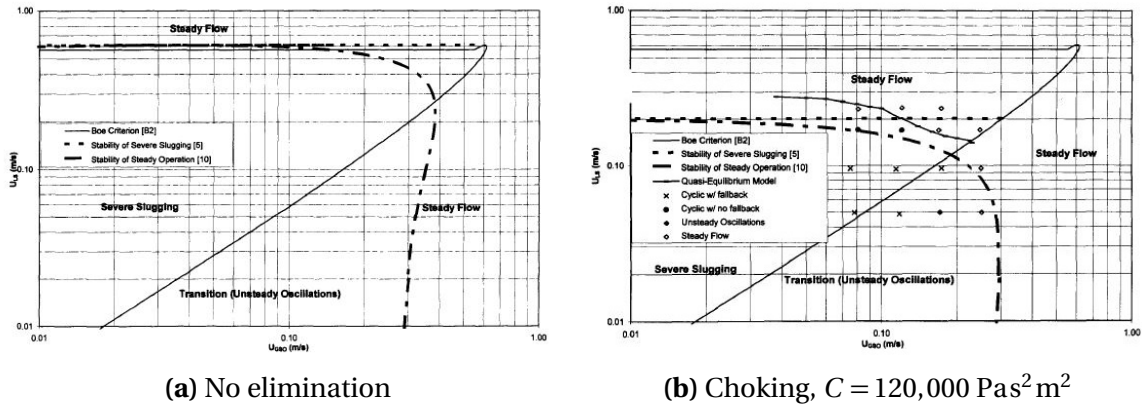 1.00
Steady Flow
Boe Criterion [B2]
Stability of Severe Slugging [5]
Stability of Steady Operation [10]
U_LS (m/s)
0.10
Severe Slugging
Steady Flow
Transition (Unsteady Oscillations)
0.01
0.01
0.10
1.00
U_GSO (m/s)
(a) No elimination
1.00
Steady Flow
Boe Criterion [B2]
Stability of Severe Slugging [5]
Stability of Steady Operation [10]
Quasi-Equilibrium Model
Cyclic w/ fallback
Cyclic w/ no fallback
Unsteady Oscillations
Steady Flow
U_LS (m/s)
0.10
Steady Flow
Severe Slugging
Transition (Unsteady Oscillations)
0.01
0.01
0.10
1.00
U_GSO (m/s)
(b) Choking, C = 120,000 Pas² m²